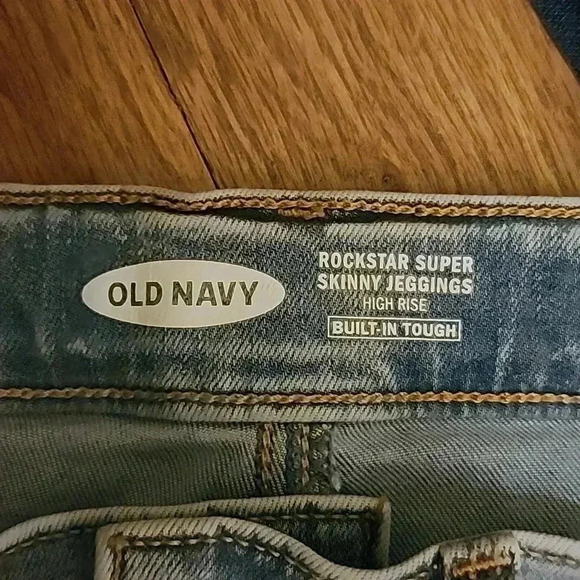 OLD NAVY
ROCKSTAR SUPER
SKINNY JEGGINGS
HIGH RISE
BUILT-IN TOUGH